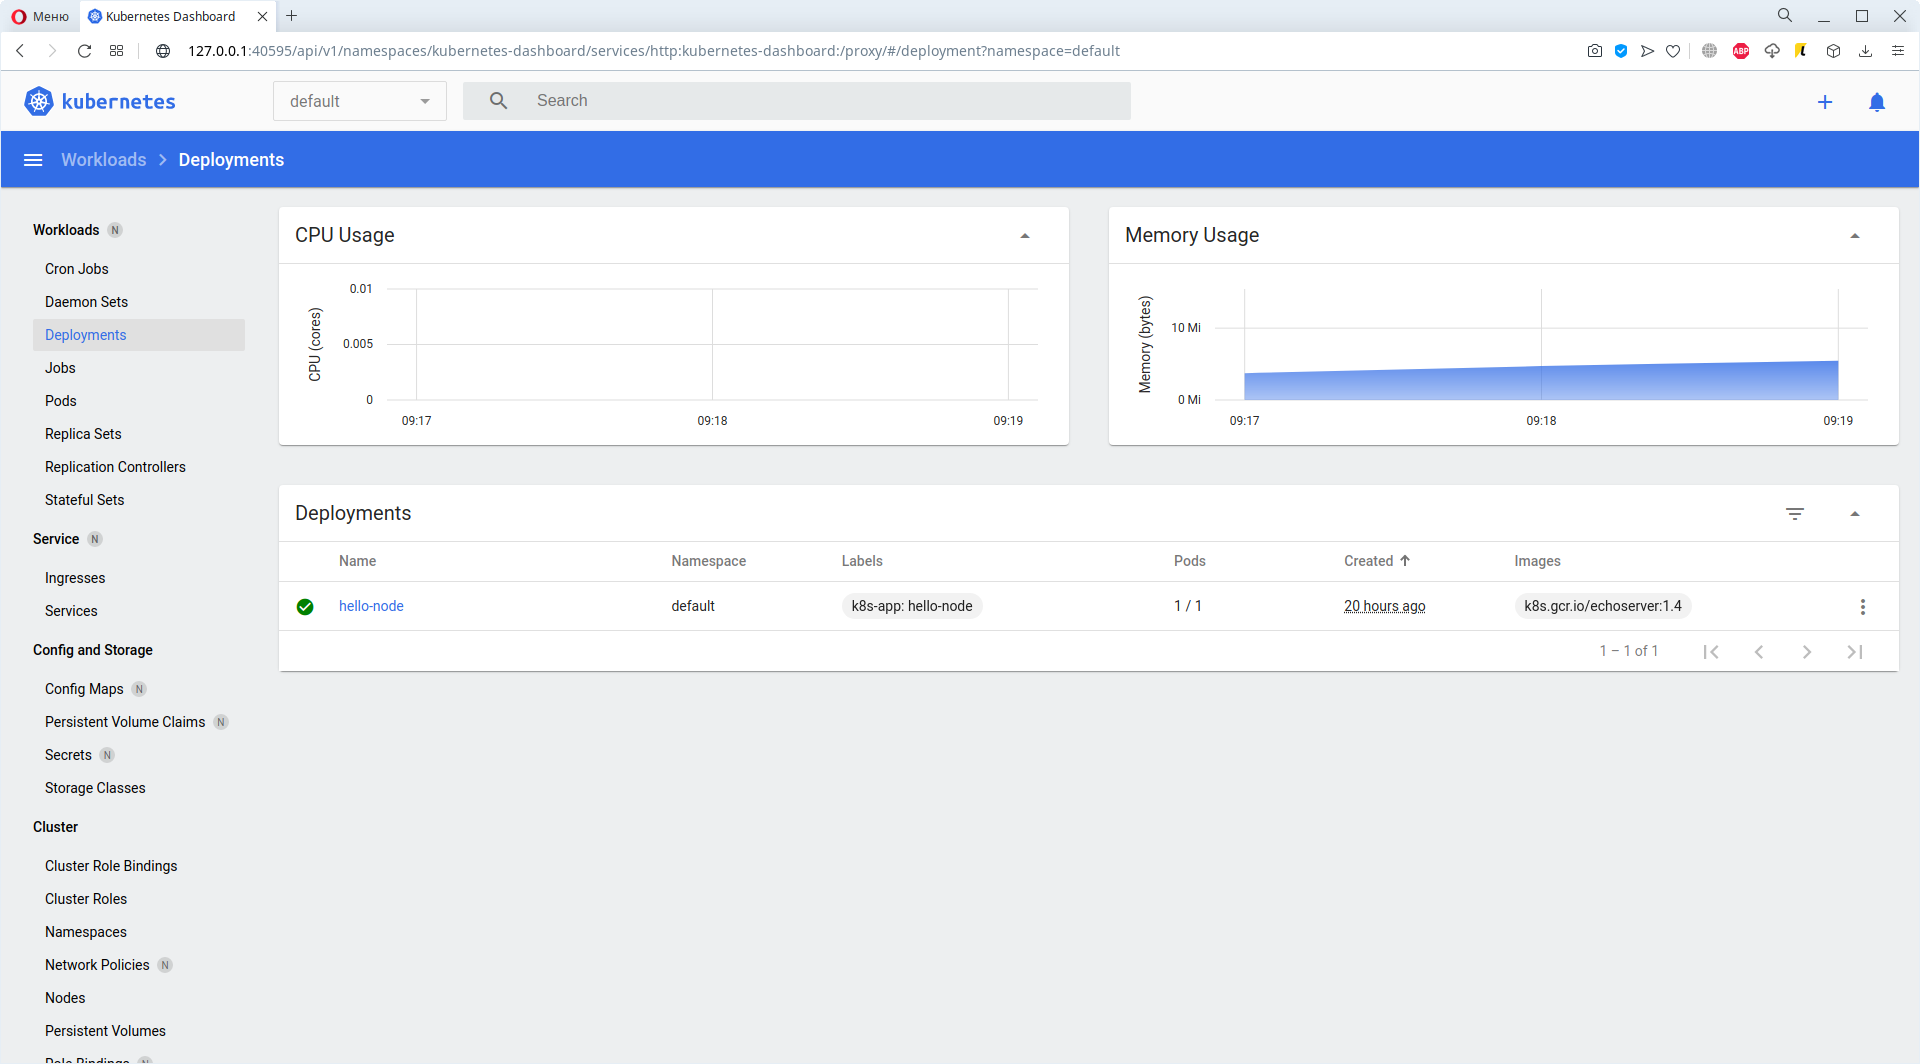 Меню
Kubernetes Dashboard
127.0.0.1:40595/api/v1/namespaces/kubernetes-dashboard/services/http:kubernetes-dashboard:/proxy/#/deployment?namespace=default
ABP
kubernetes
default
Search
Workloads
Deployments
Workloads N
Cron Jobs
Daemon Sets
Deployments
Jobs
Pods
Replica Sets
Replication Controllers
Stateful Sets
Service N
Ingresses
Services
Config and Storage
Config Maps N
Persistent Volume Claims N
Secrets N
Storage Classes
Cluster
Cluster Role Bindings
Cluster Roles
Namespaces
Network Policies N
Nodes
Persistent Volumes
Role Bindings N
CPU Usage
CPU (cores)
0.01
0.005
0
09:17 09:18 09:19
Memory Usage
Memory (bytes)
10 Mi
0 Mi
09:17 09:18 09:19
Deployments
Name Namespace Labels Pods Created Images
hello-node default k8s-app: hello-node 1 / 1 20 hours ago k8s.gcr.io/echoserver:1.4
1 – 1 of 1